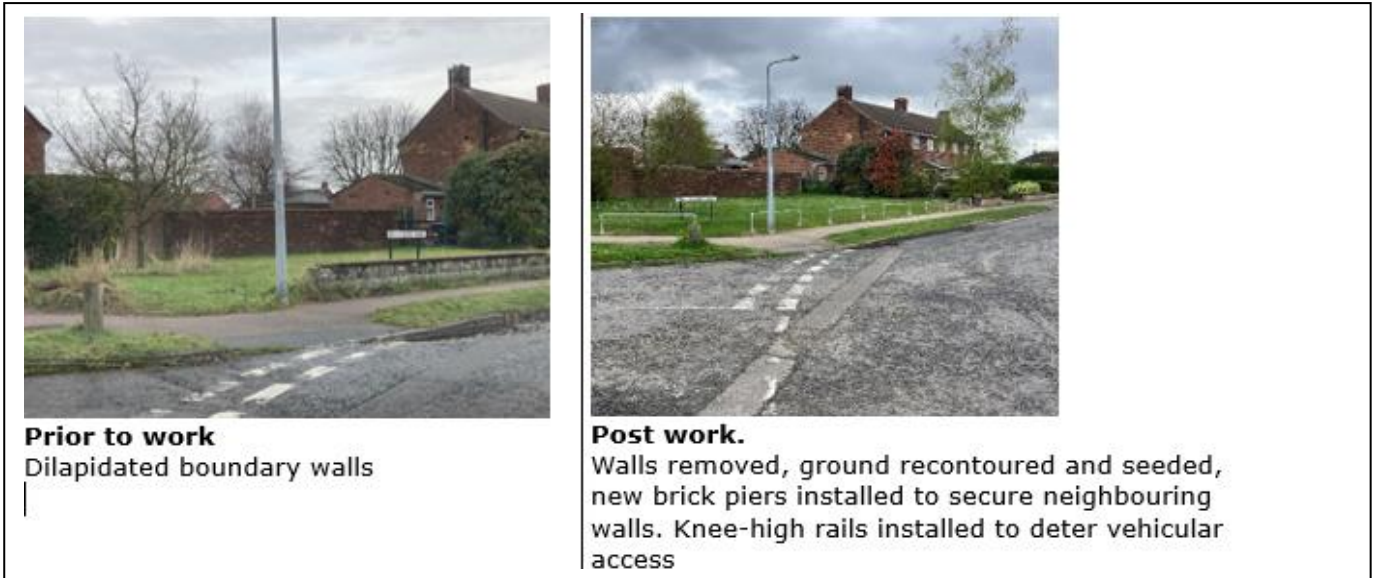 Prior to work
Dilapidated boundary walls
Post work.
Walls removed, ground recontoured and seeded,
new brick piers installed to secure neighbouring
walls. Knee-high rails installed to deter vehicular
access